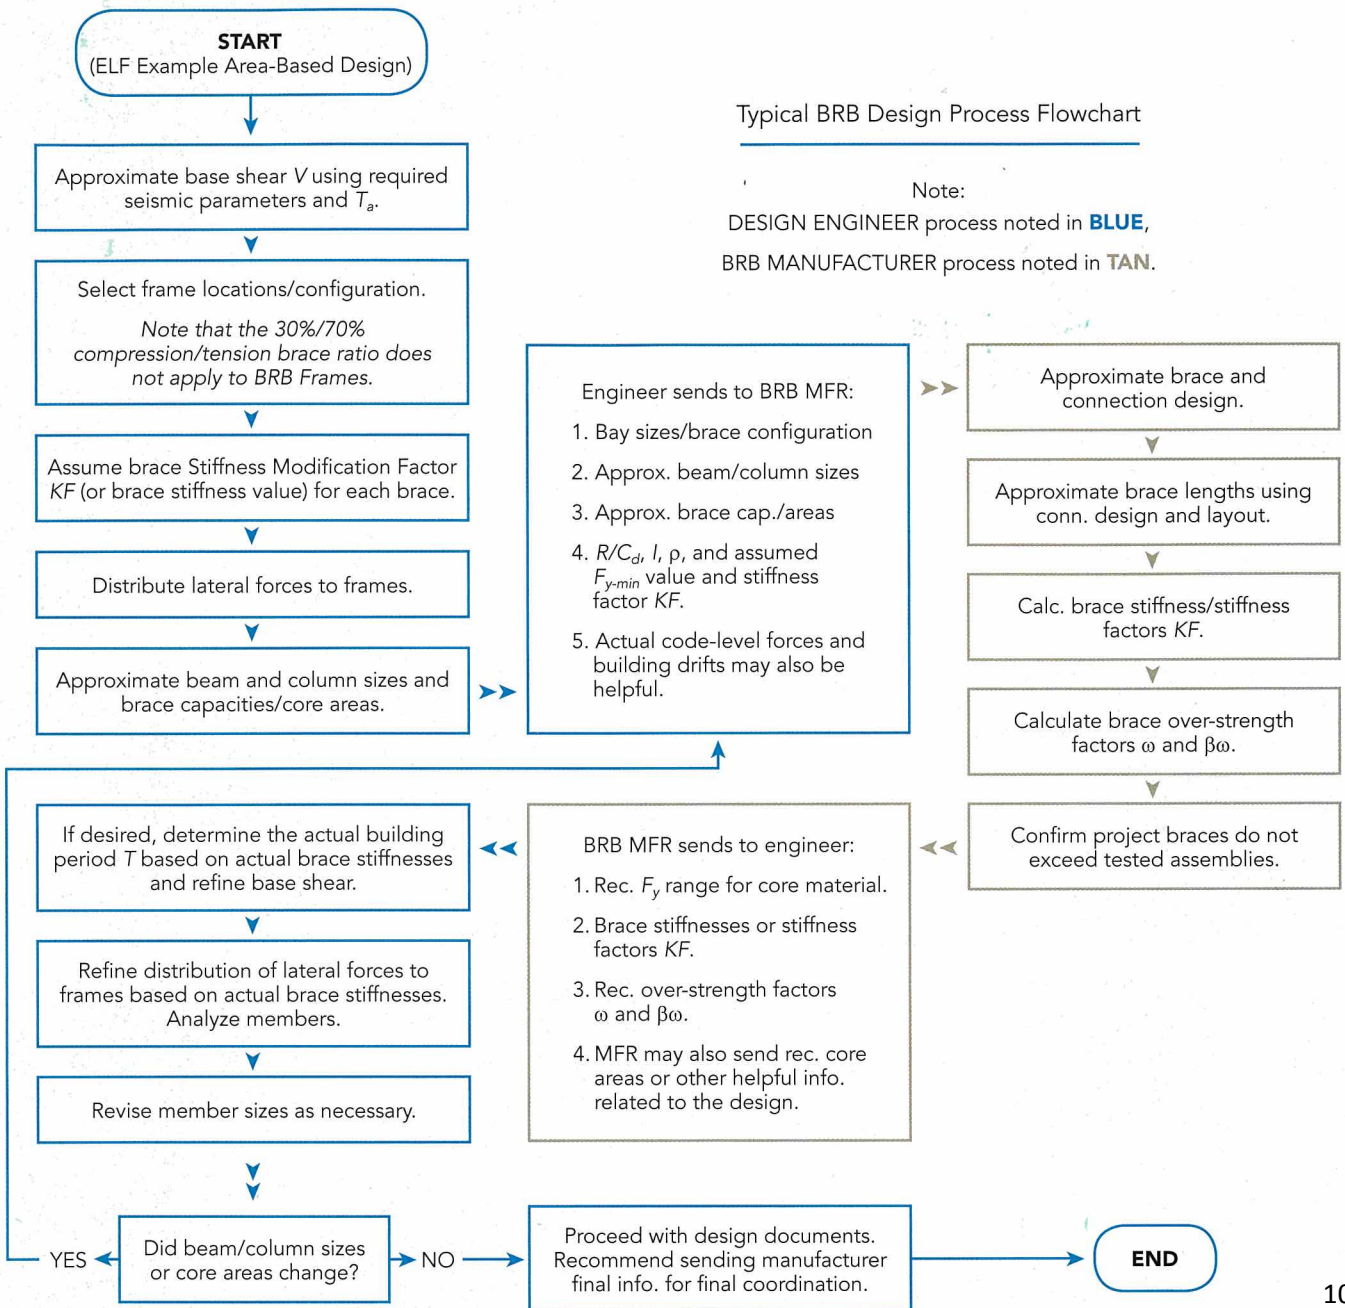 START
(ELF Example Area-Based Design)
Typical BRB Design Process Flowchart
Note:
DESIGN ENGINEER process noted in BLUE,
BRB MANUFACTURER process noted in TAN.
Approximate base shear V using required
seismic parameters and Ta.
Select frame locations/configuration.
Note that the 30%/70%
compression/tension brace ratio does
not apply to BRB Frames.
Assume brace Stiffness Modification Factor
KF (or brace stiffness value) for each brace.
Distribute lateral forces to frames.
Approximate beam and column sizes and
brace capacities/core areas.
Engineer sends to BRB MFR:
1. Bay sizes/brace configuration
2. Approx. beam/column sizes
3. Approx. brace cap./areas
4. R/Cd, I, ρ, and assumed
Fy-min value and stiffness
factor KF.
5. Actual code-level forces and
building drifts may also be
helpful.
Approximate brace and
connection design.
Approximate brace lengths using
conn. design and layout.
Calc. brace stiffness/stiffness
factors KF.
Calculate brace over-strength
factors ω and βω.
Confirm project braces do not
exceed tested assemblies.
BRB MFR sends to engineer:
1. Rec. Fy range for core material.
2. Brace stiffnesses or stiffness
factors KF.
3. Rec. over-strength factors
ω and βω.
4. MFR may also send rec. core
areas or other helpful info.
related to the design.
If desired, determine the actual building
period T based on actual brace stiffnesses
and refine base shear.
Refine distribution of lateral forces to
frames based on actual brace stiffnesses.
Analyze members.
Revise member sizes as necessary.
Did beam/column sizes
or core areas change?
YES
NO
Proceed with design documents.
Recommend sending manufacturer
final info. for final coordination.
END
10